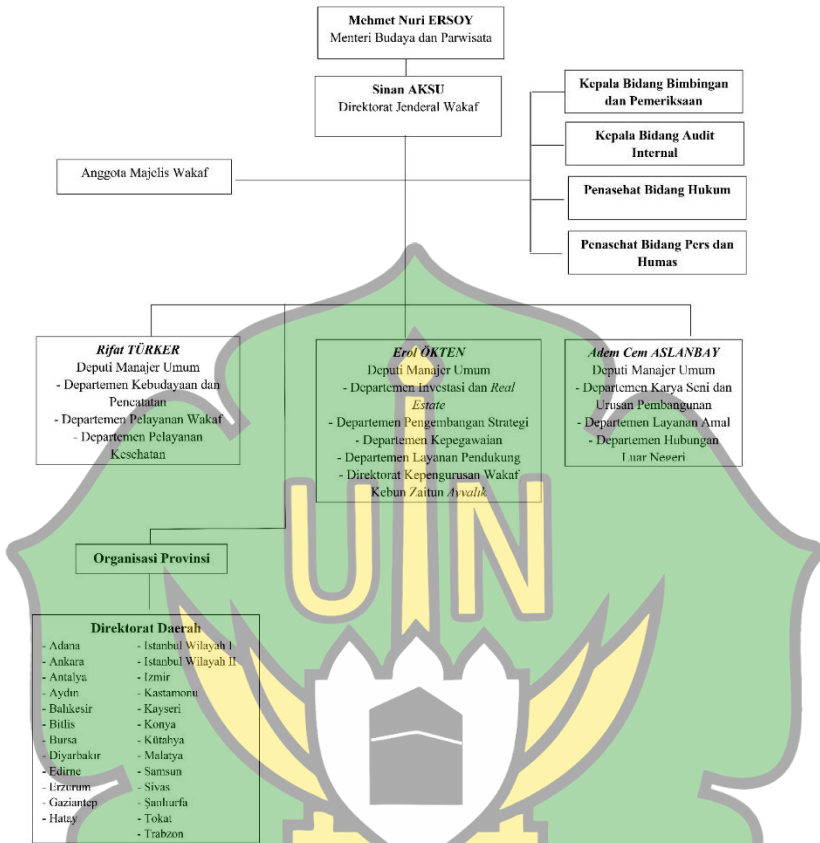 Mehmet Nuri ERSOY
Menteri Budaya dan Parwisata
Sinan AKSU
Direktorat Jenderal Wakaf
Kepala Bidang Bimbingan
dan Pemeriksaan
Kepala Bidang Audit
Internal
Anggota Majelis Wakaf
Penasehat Bidang Hukum
Penasehat Bidang Pers dan
Humas
Rifat TÜRKER
Deputi Manajer Umum
- Departemen Kebudayaan dan
Pencatatan
- Departemen Pelayanan Wakaf
- Departemen Pelayanan
Kesehatan
Erol ÖKTEN
Deputi Manajer Umum
- Departemen Investasi dan Real
Estate
- Departemen Pengembangan Strategi
- Departemen Kepegawaian
- Departemen Layanan Pendukung
- Direktorat Kepengurusan Wakaf
Kebun Zaitun Ayvalık
Adem Cem ASLANBAY
Deputi Manajer Umum
- Departemen Karya Seni dan
Urusan Pembangunan
- Departemen Layanan Amal
- Departemen Hubungan
Luar Negeri
UIN
Organisasi Provinsi
Direktorat Daerah
- Adana
- Ankara
- Antalya
- Aydın
- Balıkesir
- Bitlis
- Bursa
- Diyarbakır
- Edirne
- Erzurum
- Gaziantep
- Hatay
- Istanbul Wilayah I
- Istanbul Wilayah II
- Izmir
- Kastamonu
- Kayseri
- Konya
- Kütahya
- Malatya
- Samsun
- Sivas
- Şanlıurfa
- Tokat
- Trabzon